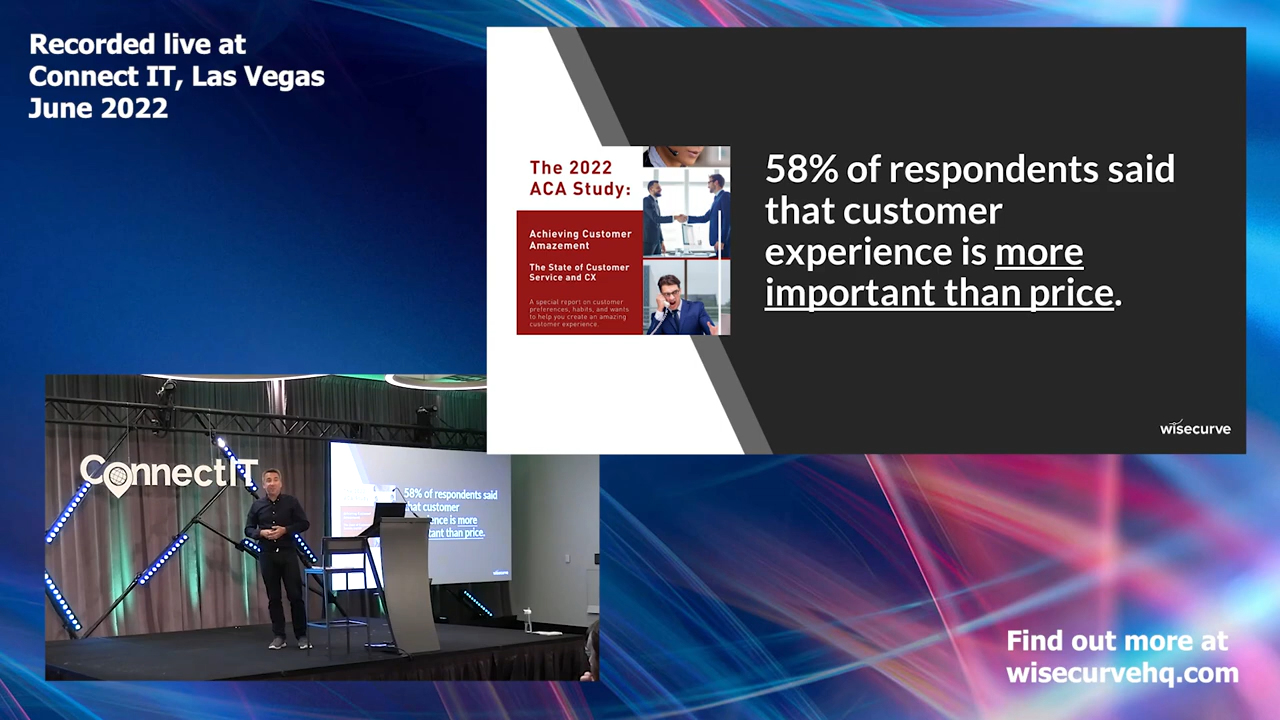 Recorded live at
Connect IT, Las Vegas
June 2022
The 2022
ACA Study:
Achieving Customer
Amazement
The State of Customer
Service and CX
A special report on customer
preferences, habits, and wants
to help you create an amazing
customer experience.
58% of respondents said
that customer
experience is more
important than price.
wisecurve
ConnectIT
58% of respondents said
that customer
ence is more
tant than price.
Find out more at
wisecurvehq.com